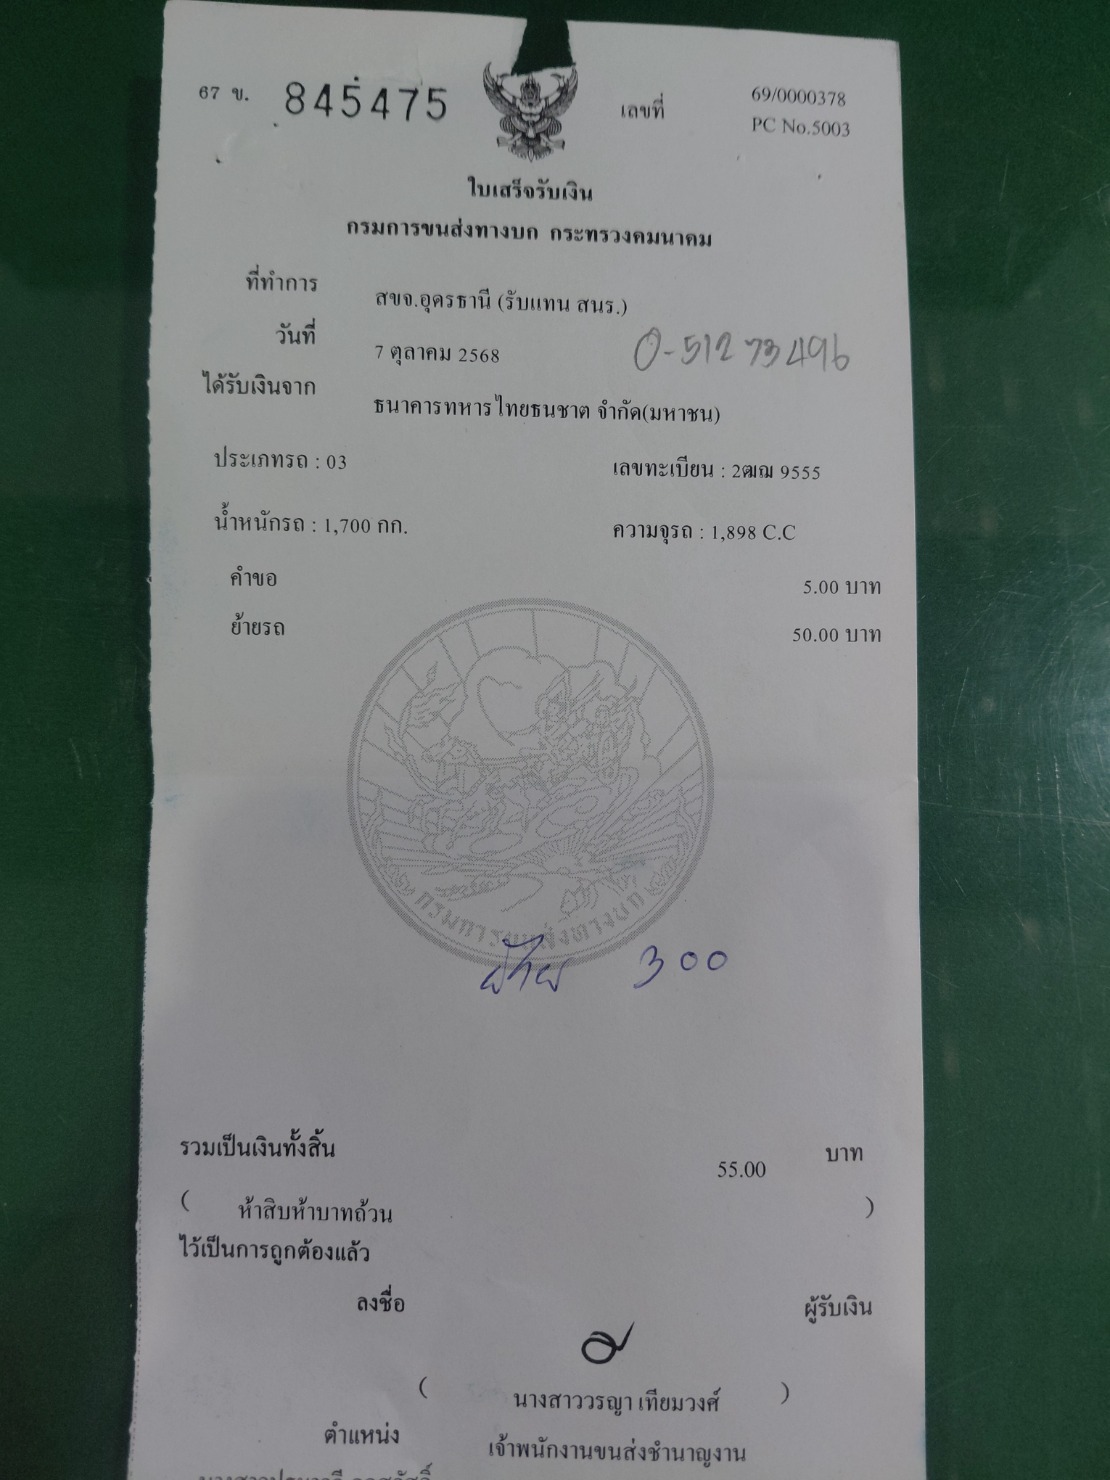 67 ข. 845475 เลขที่ 69/0000378
PC No.5003
ใบเสร็จรับเงิน
กรมการขนส่งทางบก กระทรวงคมนาคม
ที่ทำการ สขจ.อุดรธานี (รับแทน สนร.)
วันที่ 7 ตุลาคม 2568 0-51273496
ได้รับเงินจาก ธนาคารทหารไทยธนชาต จำกัด(มหาชน)
ประเภทรถ : 03 เลขทะเบียน : 2ฒฌ 9555
น้ำหนักรถ : 1,700 กก. ความจุรถ : 1,898 C.C
คำขอ 5.00 บาท
ย้ายรถ 50.00 บาท
กรมการขนส่งทางบก
ย้าย 300
รวมเป็นเงินทั้งสิ้น 55.00 บาท
( ห้าสิบห้าบาทถ้วน )
ไว้เป็นการถูกต้องแล้ว
ลงชื่อ ผู้รับเงิน
( นางสาววรญา เทียมวงศ์ )
ตำแหน่ง เจ้าพนักงานขนส่งชำนาญงาน